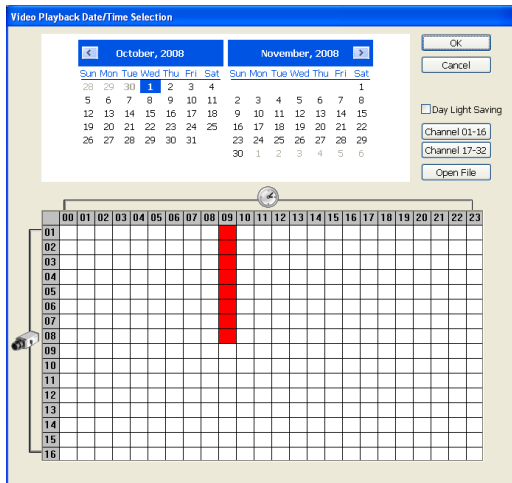 Video Playback Date/Time Selection
October, 2008 November, 2008
Sun Mon Tue Wed Thu Fri Sat Sun Mon Tue Wed Thu Fri Sat
28 29 30 1 2 3 4 1
5 6 7 8 9 10 11 2 3 4 5 6 7 8
12 13 14 15 16 17 18 9 10 11 12 13 14 15
19 20 21 22 23 24 25 16 17 18 19 20 21 22
26 27 28 29 30 31 23 24 25 26 27 28 29
30 1 2 3 4 5 6
OK
Cancel
Day Light Saving
Channel 01-16
Channel 17-32
Open File
00 01 02 03 04 05 06 07 08 09 10 11 12 13 14 15 16 17 18 19 20 21 22 23
01
02
03
04
05
06
07
08
09
10
11
12
13
14
15
16